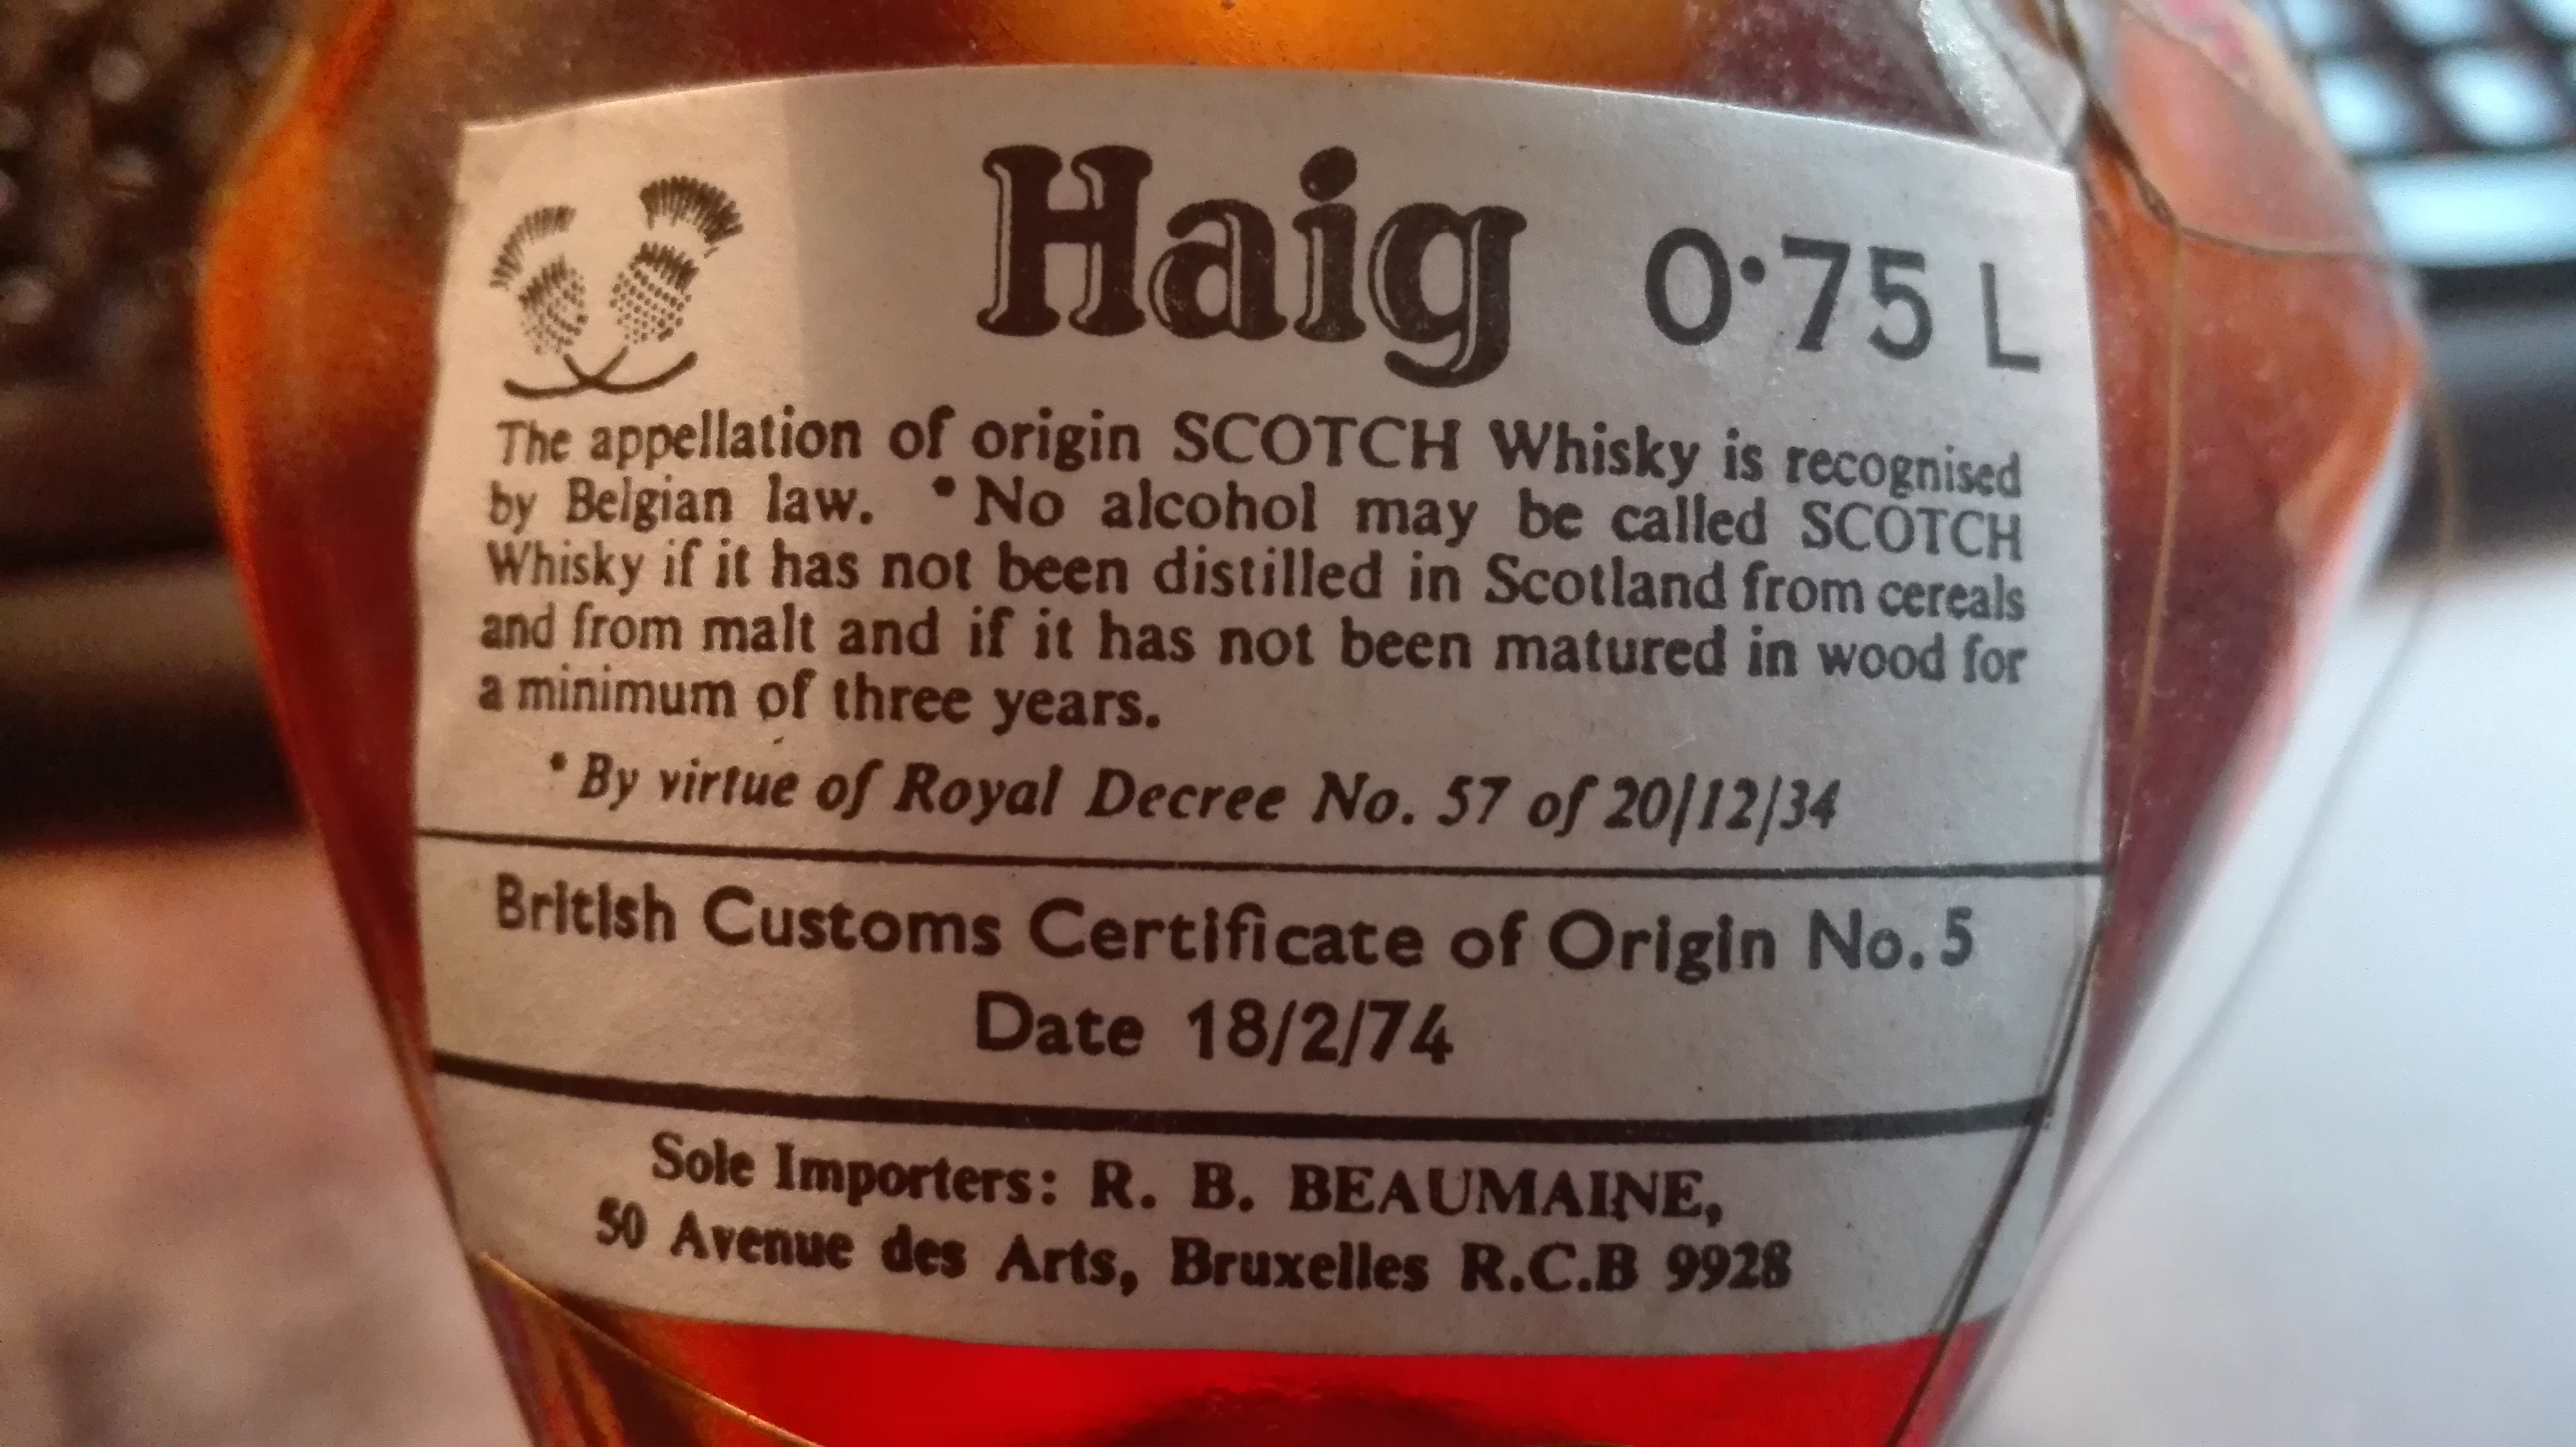 Haig 0·75 L
The appellation of origin SCOTCH Whisky is recognised
by Belgian law. *No alcohol may be called SCOTCH
Whisky if it has not been distilled in Scotland from cereals
and from malt and if it has not been matured in wood for
a minimum of three years.
*By virtue of Royal Decree No. 57 of 20/12/34
British Customs Certificate of Origin No. 5
Date 18/2/74
Sole Importers: R. B. BEAUMAINE,
50 Avenue des Arts, Bruxelles R.C.B 9928